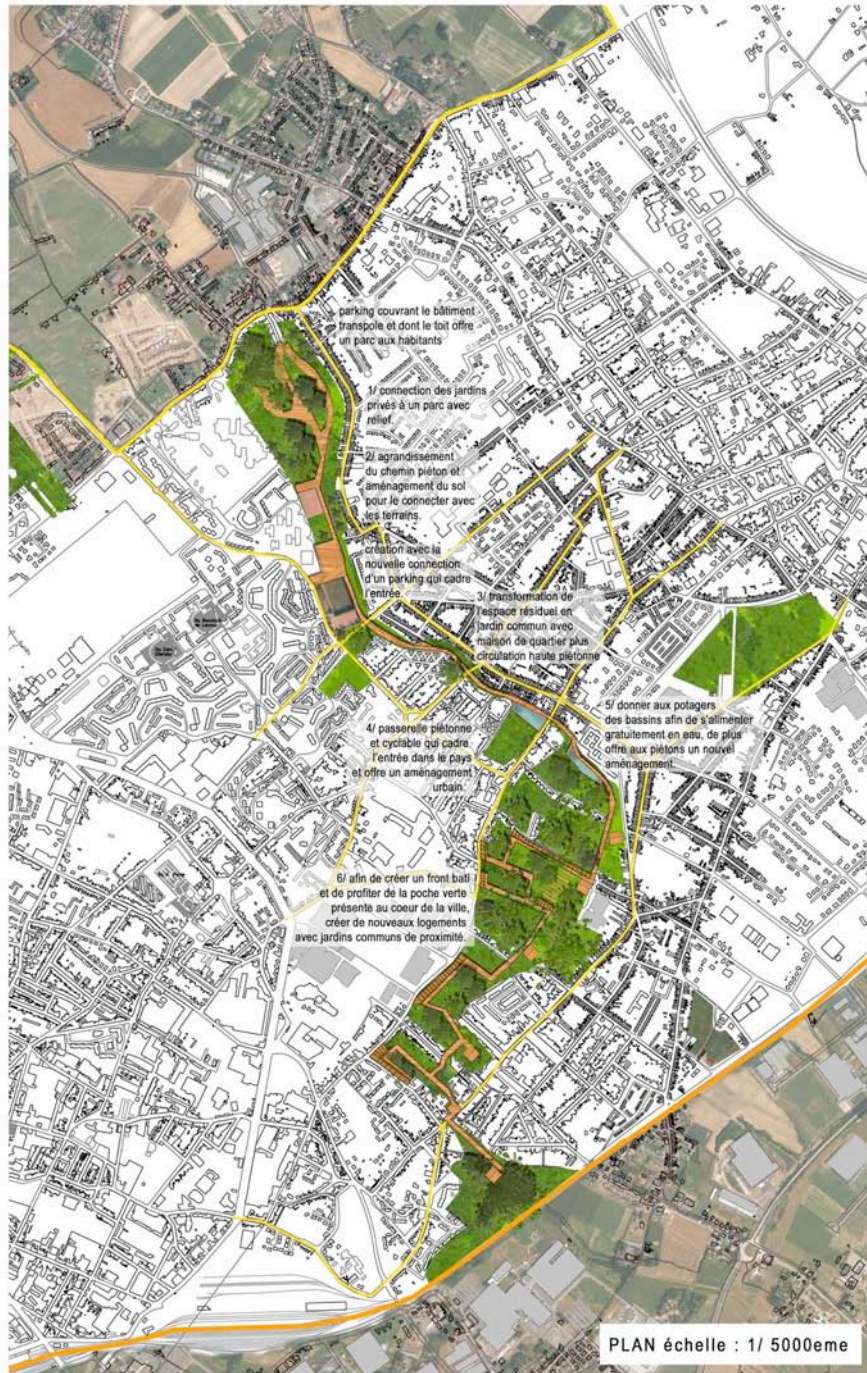 parking couvrant le bâtiment
transpole et dont le toit offre
un parc aux habitants
1/ connection des jardins
privés à un parc avec
relief.
2/ agrandissement
du chemin piéton et
aménagement du sol
pour le connecter avec
les terrains.
création avec la
nouvelle connection
d'un parking qui cadre
l'entrée.
3/ transformation de
l'espace résiduel en
jardin commun avec
maison de quartier plus
circulation haute piétonne
4/ passerelle piétonne
et cyclable qui cadre
l'entrée dans le pays
et offre un aménagement
urbain.
5/ donner aux potagers
des bassins afin de s'alimenter
gratuitement en eau, de plus
offre aux piétons un nouvel
aménagement.
6/ afin de créer un front bati
et de profiter de la poche verte
présente au coeur de la ville,
créer de nouveaux logements
avec jardins communs de proximité.
PLAN échelle : 1/ 5000eme